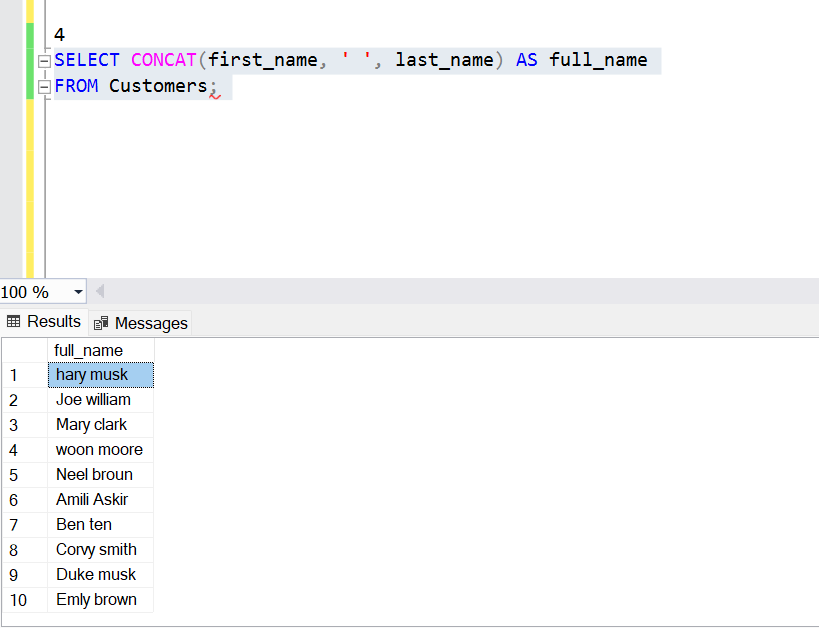 4
SELECT CONCAT(first_name, ' ', last_name) AS full_name
FROM Customers;
100 %
Results Messages
full_name
1 hary musk
2 Joe william
3 Mary clark
4 woon moore
5 Neel broun
6 Amili Askir
7 Ben ten
8 Corvy smith
9 Duke musk
10 Emly brown